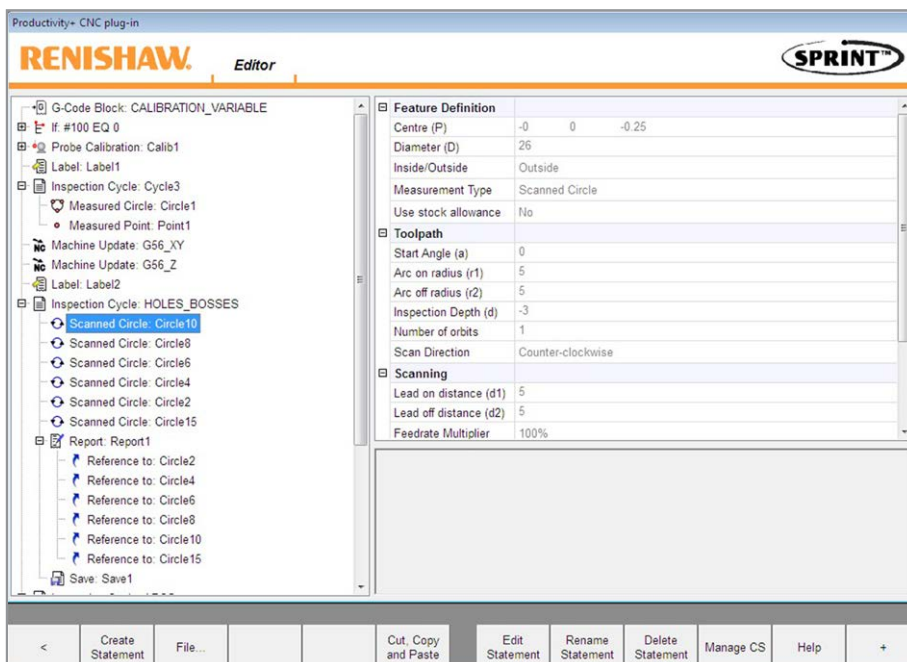 Productivity+ CNC plug-in
RENISHAW.
Editor
SPRINT™
G-Code Block: CALIBRATION_VARIABLE
If: #100 EQ 0
Probe Calibration: Calib1
Label: Label1
Inspection Cycle: Cycle3
Measured Circle: Circle1
Measured Point: Point1
Machine Update: G56_XY
Machine Update: G56_Z
Label: Label2
Inspection Cycle: HOLES_BOSSES
Scanned Circle: Circle10
Scanned Circle: Circle8
Scanned Circle: Circle6
Scanned Circle: Circle4
Scanned Circle: Circle2
Scanned Circle: Circle15
Report: Report1
Reference to: Circle2
Reference to: Circle4
Reference to: Circle6
Reference to: Circle8
Reference to: Circle10
Reference to: Circle15
Save: Save1
Feature Definition
Centre (P) -0 0 -0.25
Diameter (D) 26
Inside/Outside Outside
Measurement Type Scanned Circle
Use stock allowance No
Toolpath
Start Angle (a) 0
Arc on radius (r1) 5
Arc off radius (r2) 5
Inspection Depth (d) -3
Number of orbits 1
Scan Direction Counter-clockwise
Scanning
Lead on distance (d1) 5
Lead off distance (d2) 5
Feedrate Multiplier 100%
<
Create Statement
File...
Cut, Copy and Paste
Edit Statement
Rename Statement
Delete Statement
Manage CS
Help
+